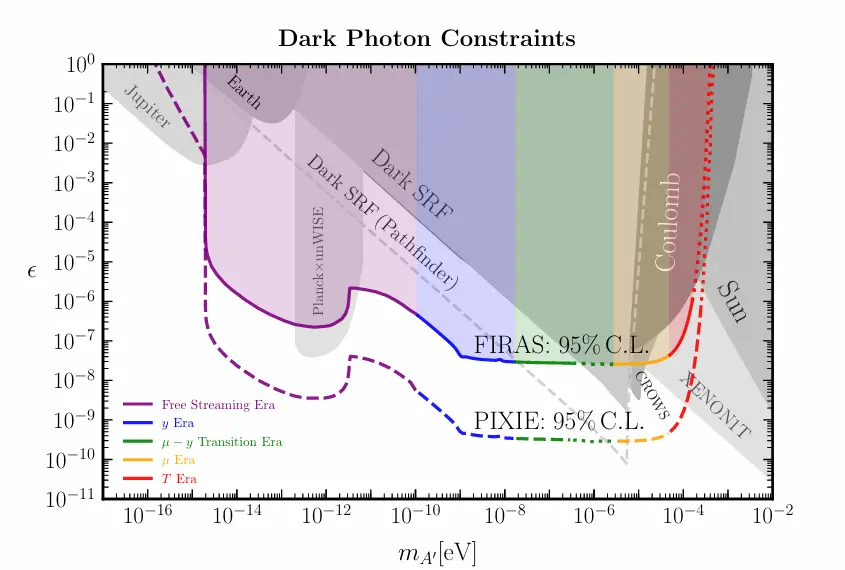 Dark Photon Constraints
10⁰
10⁻¹
10⁻²
10⁻³
10⁻⁴
10⁻⁵
10⁻⁶
10⁻⁷
10⁻⁸
10⁻⁹
10⁻¹⁰
10⁻¹¹
ϵ
Jupiter
Earth
Dark SRF
Dark SRF (Pathfinder)
Planck×unWISE
Coulomb
Sun
FIRAS: 95% C.L.
CROWS
XENON1T
PIXIE: 95% C.L.
Free Streaming Era
y Era
μ − y Transition Era
μ Era
T Era
10⁻¹⁶
10⁻¹⁴
10⁻¹²
10⁻¹⁰
10⁻⁸
10⁻⁶
10⁻⁴
10⁻²
m_A′[eV]